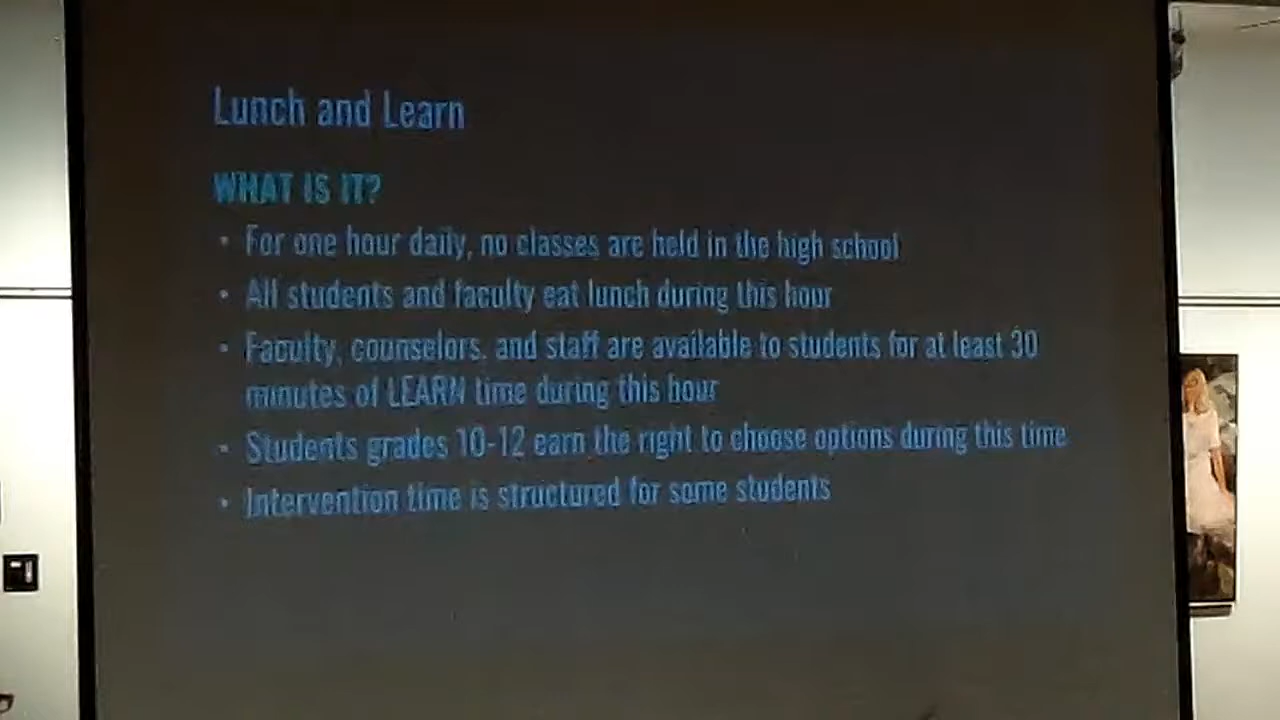 Lunch and Learn
WHAT IS IT?
• For one hour daily, no classes are held in the high school
• All students and faculty eat lunch during this hour
• Faculty, counselors, and staff are available to students for at least 30
minutes of LEARN time during this hour
• Students grades 10-12 earn the right to choose options during this time
• Intervention time is structured for some students